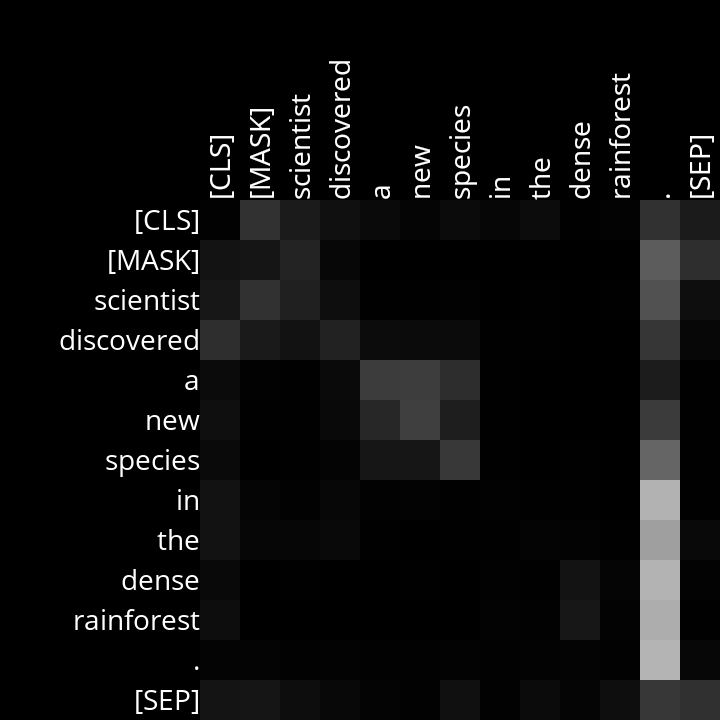 [CLS] [MASK] scientist discovered a new species in the dense rainforest . [SEP]
[CLS]
[MASK]
scientist
discovered
a
new
species
in
the
dense
rainforest
.
[SEP]